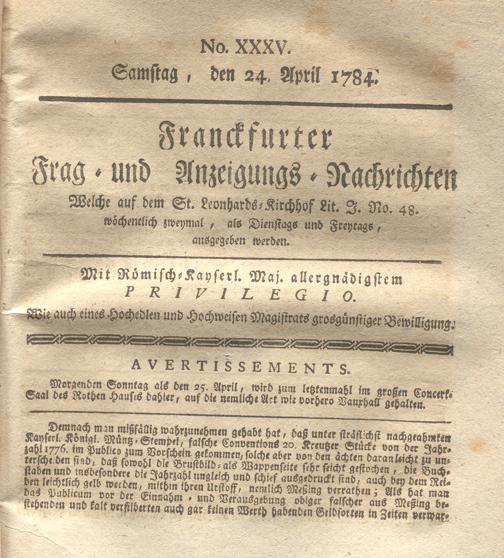 No. XXXV.
Samstag, den 24. April 1784.
Franckfurter
Frag- und Anzeigungs-Nachrichten
Welche auf dem St. Leonhards-Kirchhof Lit. J. No. 48.
wöchentlich zweymal, als Dienstags und Freytags,
ausgegeben werden.
Mit Römisch-Kayserl. Maj. allergnädigstem
PRIVILEGIO.
Wie auch eines Hochedlen und Hochweisen Magistrats grosgünstiger Bewilligung.
AVERTISSEMENTS.
Morgenden Sonntag als den 25. April, wird zum letztenmahl im großen Concert-
Saal des Rothen Hauses dahier, auf die nemliche Art wie vorhero Vauxhall gehalten.
Demnach man mißfällig wahrzunehmen gehabt hat, daß unter sträflichst nachgeahmten
Kayserl. Königl. Müntz-Stempel, falsche Conventions 20. Kreutzer Stücke von der Jahr-
zahl 1776. im Publico zum Vorschein gekommen, solche aber von den ächten daran leicht zu un-
terscheiden sind, daß sowohl die Brustbild- als Wappenseite sehr seicht gestochen, die Buch-
staben und insbesondere die Jahrzahl ungleich und schief ausgedruckt sind, auch bey dem Rei-
ben leichtlich gelb werden, mithin ihren Urstoff, nemlich Meßing verrathen; Als hat man
das Publicum vor der Einnahm- und Verausgebung obiger falscher aus Meßing be-
stehenden und kalt versilberten auch gar keinen Werth habenden Geldsorten in Zeiten verwar-